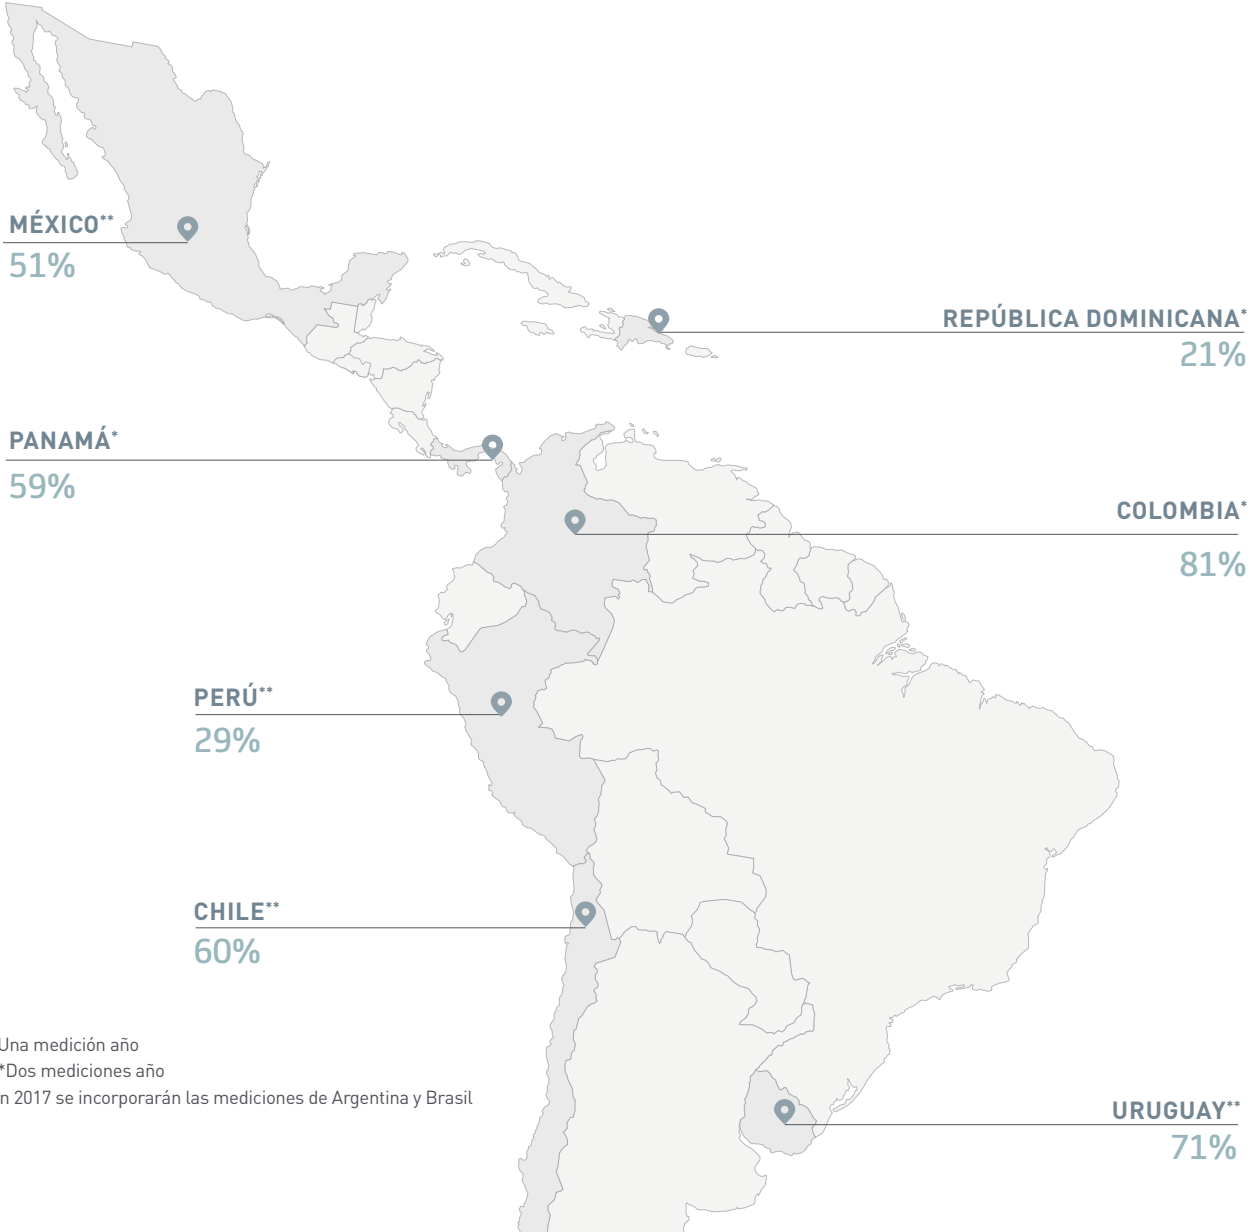 MÉXICO**
51%
REPÚBLICA DOMINICANA*
21%
PANAMÁ*
59%
COLOMBIA*
81%
PERÚ**
29%
CHILE**
60%
Una medición año
*Dos mediciones año
n 2017 se incorporarán las mediciones de Argentina y Brasil
URUGUAY**
71%